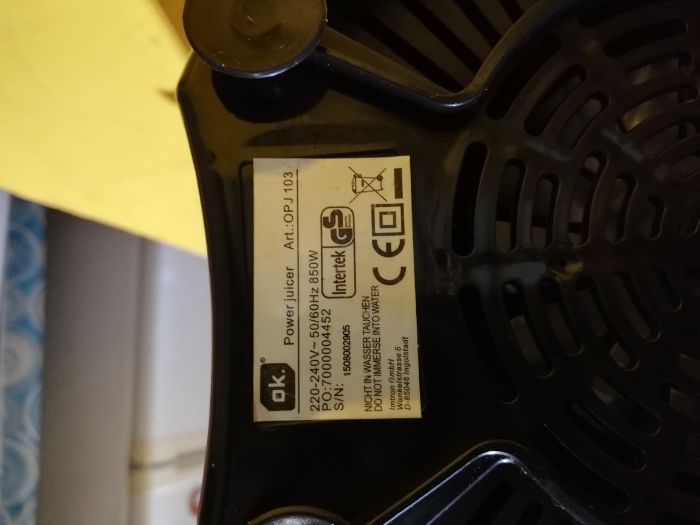 ok.
Power juicer Art.:OPJ 103
220-240V~ 50/60Hz 850W
PO:7000004452
S/N: 1508002905
Intertek GS
CE
NICHT IN WASSER TAUCHEN
DO NOT IMMERSE INTO WATER
Imtron GmbH
Wankelstrasse 5
D-85046 Ingolstadt